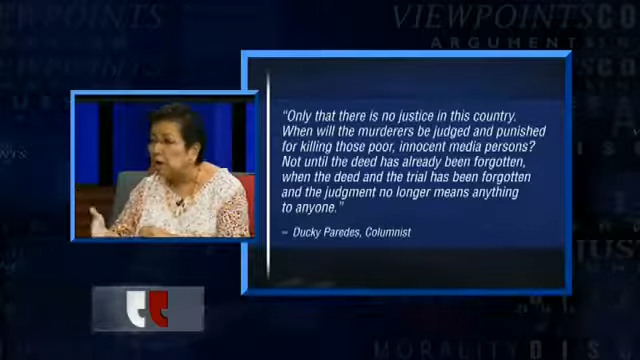 VIEWPOINTS
ARGUMENT
"Only that there is no justice in this country.
When will the murderers be judged and punished
for killing those poor, innocent media persons?
Not until the deed has already been forgotten,
when the deed and the trial has been forgotten
and the judgment no longer means anything
to anyone."
– Ducky Paredes, Columnist
MORALITY